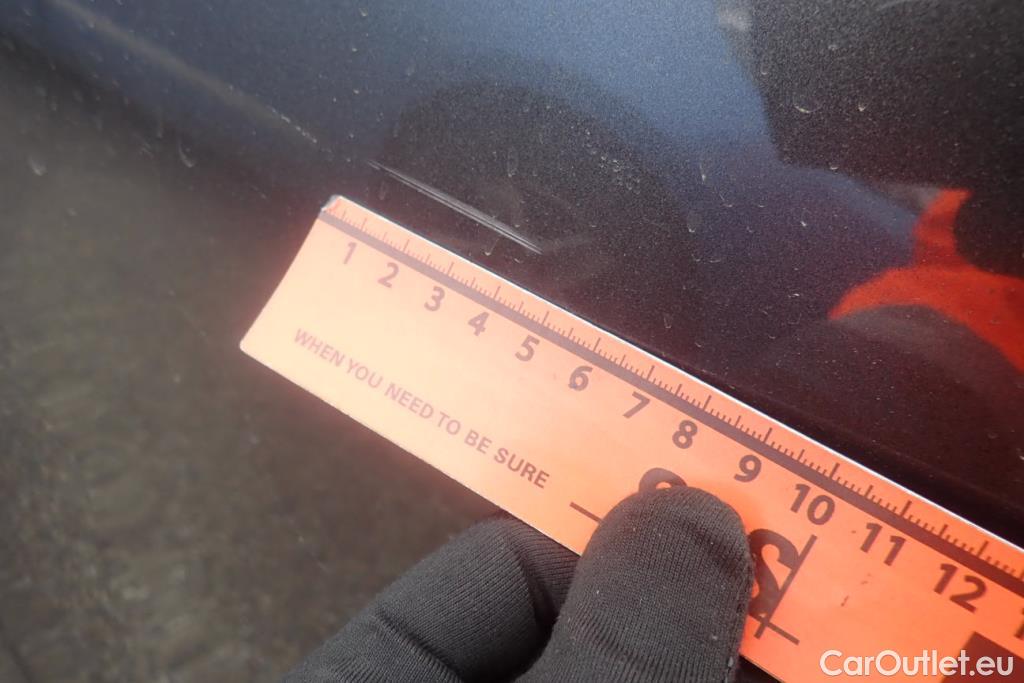 1 2 3 4 5 6 7 8 9 10 11 12
WHEN YOU NEED TO BE SURE
CarOutlet.eu